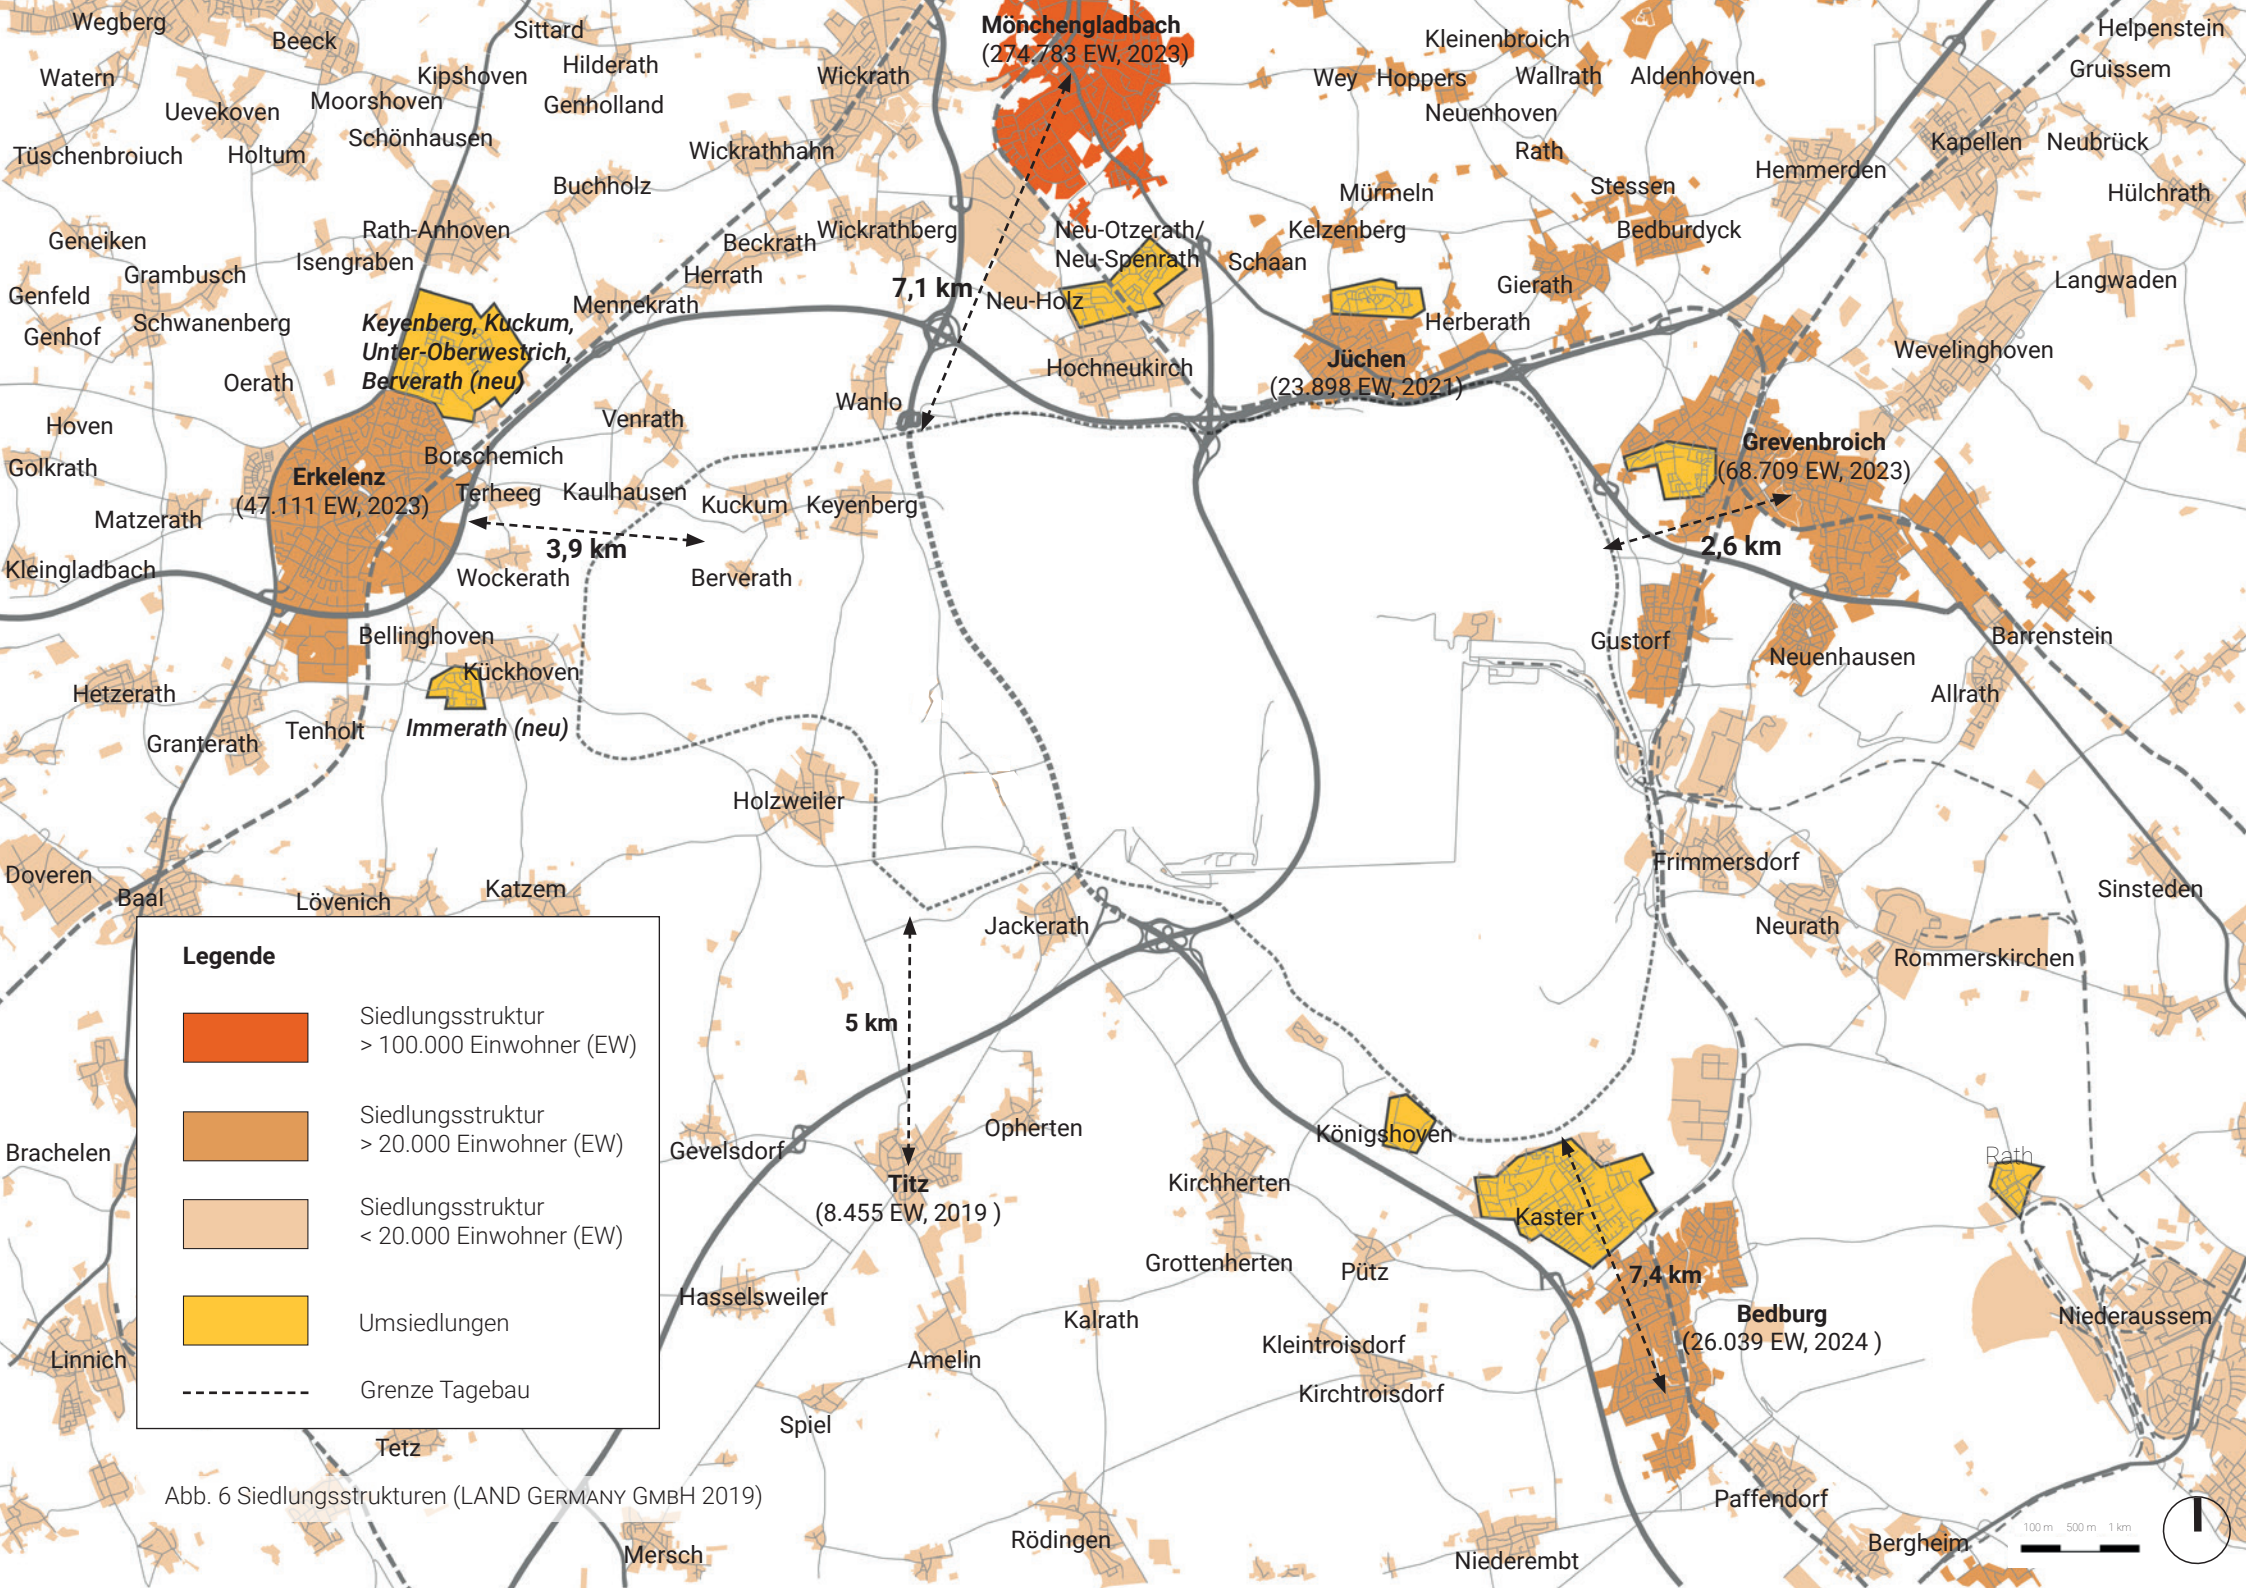 Wegberg
Beeck
Sittard
Mönchengladbach
(274.783 EW, 2023)
Kleinenbroich
Helpenstein
Watern
Kipshoven
Hilderath
Wickrath
Wey
Hoppers
Wallrath
Aldenhoven
Gruissem
Uevekoven
Moorshoven
Genholland
Neuenhoven
Schönhausen
Tüschenbroiuch
Holtum
Wickrathhahn
Rath
Hemmerden
Kapellen
Neubrück
Buchholz
Mürmeln
Stessen
Hülchrath
Geneiken
Rath-Anhoven
Beckrath
Wickrathberg
Neu-Otzerath/
Neu-Spenrath
Kelzenberg
Bedburdyck
Isengraben
Schaan
Grambusch
Herrath
7,1 km
Neu-Holz
Gierath
Langwaden
Genfeld
Mennekrath
Genhof
Schwanenberg
Keyenberg, Kuckum,
Unter-Oberwestrich,
Berverath (neu)
Herberath
Oerath
Hochneukirch
Jüchen
(23.898 EW, 2021)
Wevelinghoven
Wanlo
Hoven
Venrath
Golkrath
Borschemich
Grevenbroich
(68.709 EW, 2023)
Erkelenz
(47.111 EW, 2023)
Terheeg
Kaulhausen
Kuckum
Keyenberg
Matzerath
3,9 km
2,6 km
Kleingladbach
Wockerath
Berverath
Bellinghoven
Gustorf
Barrenstein
Kückhoven
Neuenhausen
Hetzerath
Allrath
Immerath (neu)
Tenholt
Granterath
Holzweiler
Frimmersdorf
Doveren
Baal
Lövenich
Katzem
Sinsteden
Jackerath
Neurath
Rommerskirchen
5 km
Legende
Siedlungsstruktur
> 100.000 Einwohner (EW)
Siedlungsstruktur
> 20.000 Einwohner (EW)
Siedlungsstruktur
< 20.000 Einwohner (EW)
Umsiedlungen
Grenze Tagebau
Brachelen
Gevelsdorf
Opherten
Königshoven
Rath
Titz
(8.455 EW, 2019 )
Kirchherten
Kaster
Grottenherten
Pütz
7,4 km
Hasselsweiler
Kalrath
Bedburg
(26.039 EW, 2024 )
Niederaussem
Linnich
Amelin
Kleintroisdorf
Kirchtroisdorf
Spiel
Tetz
Abb. 6 Siedlungsstrukturen (LAND GERMANY GMBH 2019)
Paffendorf
Mersch
Rödingen
Niederembt
Bergheim
100 m 500 m 1 km